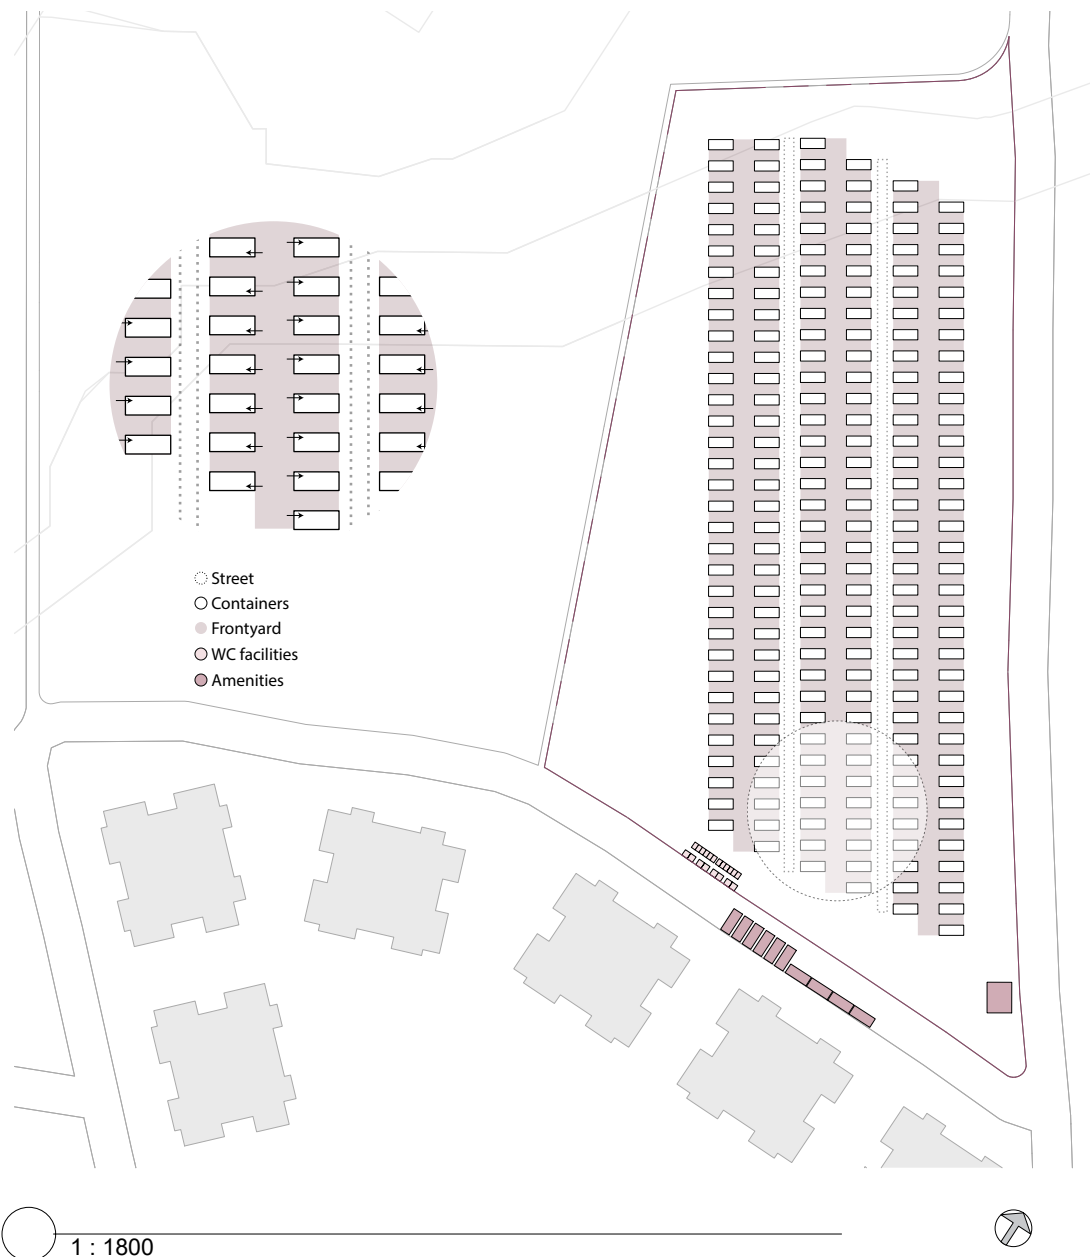 Street
Containers
Frontyard
WC facilities
Amenities
1 : 1800